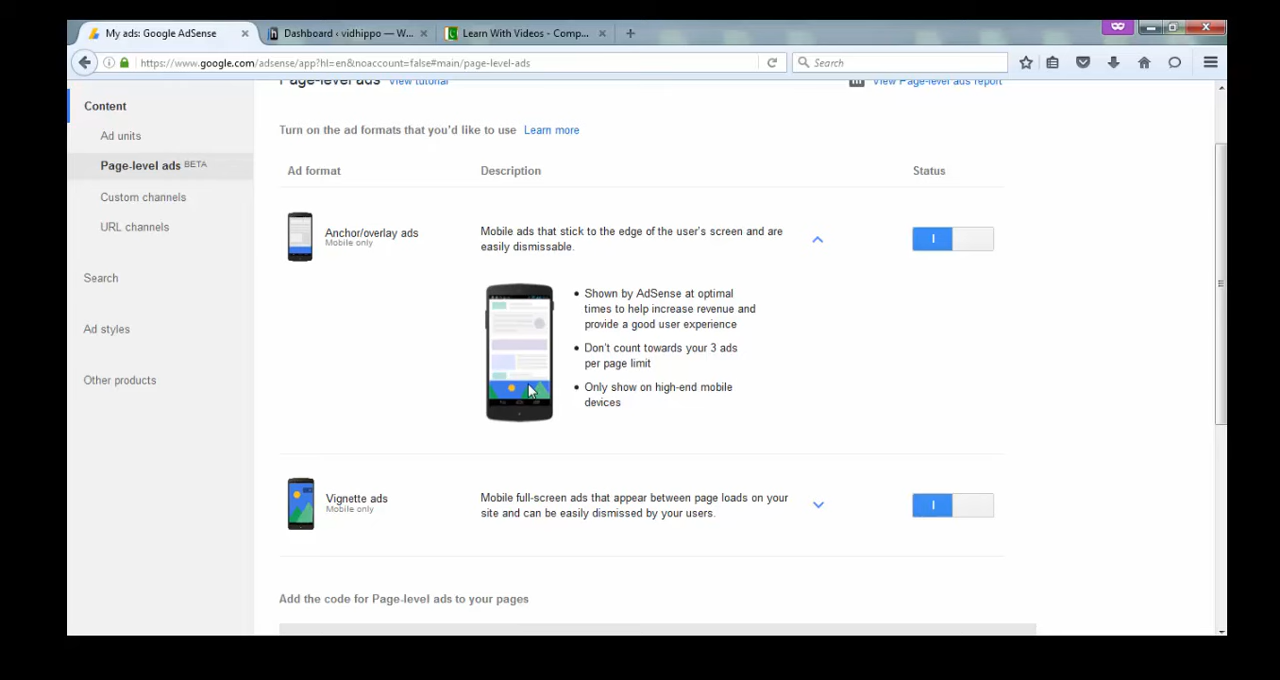 My ads: Google AdSense
Dashboard ‹ vidhippo — W...
Learn With Videos - Comp...
https://www.google.com/adsense/app?hl=en&noaccount=false#main/page-level-ads
Search
Page-level ads
View tutorial
View Page-level ads report
Content
Ad units
Page-level ads BETA
Custom channels
URL channels
Search
Ad styles
Other products
Turn on the ad formats that you'd like to use
Learn more
Ad format
Description
Status
Anchor/overlay ads
Mobile only
Mobile ads that stick to the edge of the user's screen and are
easily dismissable.
I
• Shown by AdSense at optimal
times to help increase revenue and
provide a good user experience
• Don't count towards your 3 ads
per page limit
• Only show on high-end mobile
devices
Vignette ads
Mobile only
Mobile full-screen ads that appear between page loads on your
site and can be easily dismissed by your users.
I
Add the code for Page-level ads to your pages